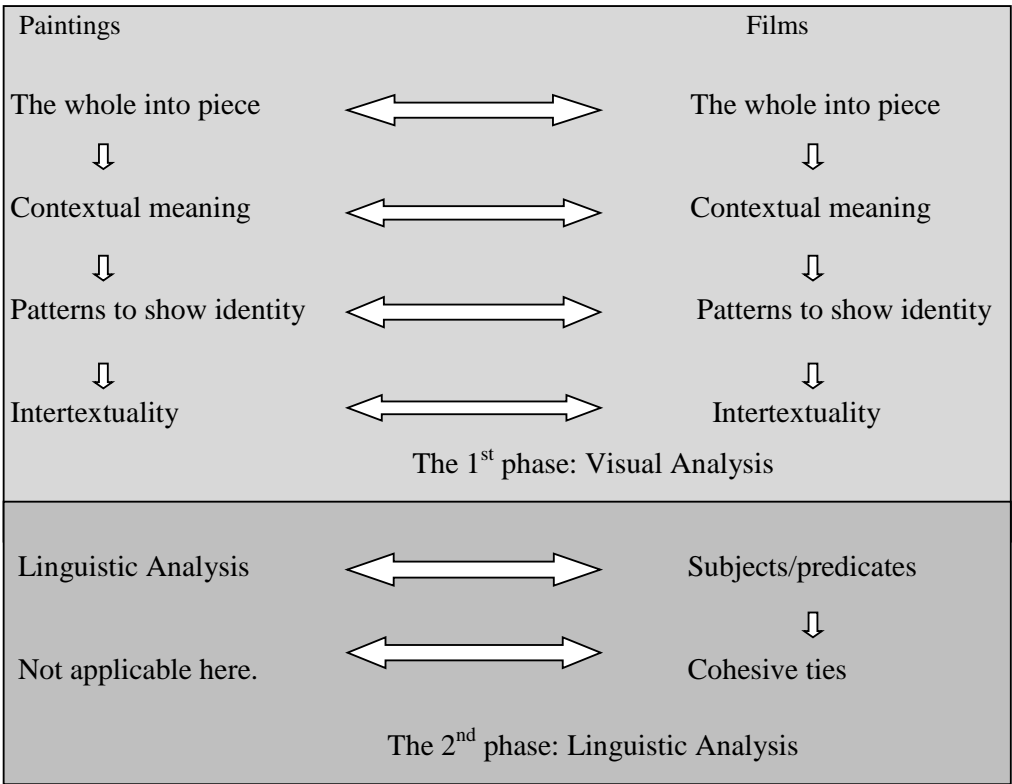 Paintings Films
The whole into piece The whole into piece
Contextual meaning Contextual meaning
Patterns to show identity Patterns to show identity
Intertextuality Intertextuality
The 1st phase: Visual Analysis
Linguistic Analysis Subjects/predicates
Not applicable here. Cohesive ties
The 2nd phase: Linguistic Analysis